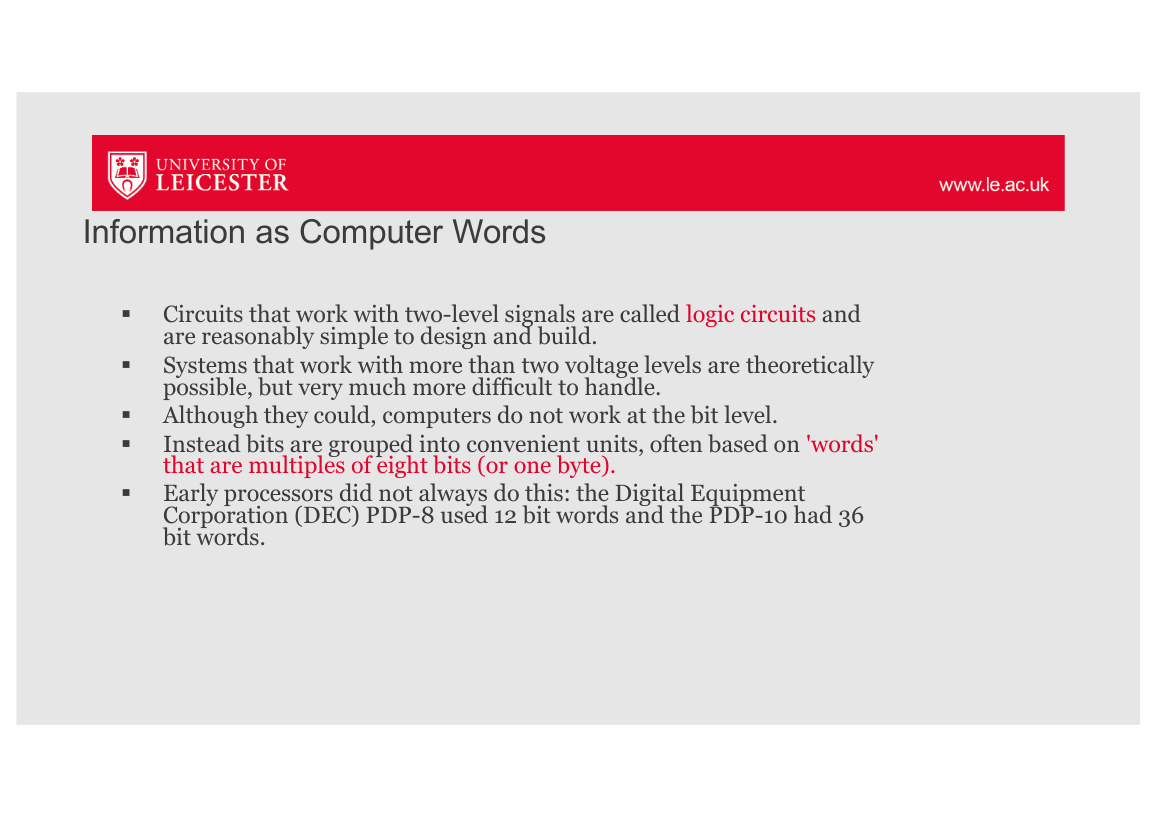 UNIVERSITY OF
LEICESTER
www.le.ac.uk
Information as Computer Words
▪ Circuits that work with two-level signals are called logic circuits and
are reasonably simple to design and build.
▪ Systems that work with more than two voltage levels are theoretically
possible, but very much more difficult to handle.
▪ Although they could, computers do not work at the bit level.
▪ Instead bits are grouped into convenient units, often based on 'words'
that are multiples of eight bits (or one byte).
▪ Early processors did not always do this: the Digital Equipment
Corporation (DEC) PDP-8 used 12 bit words and the PDP-10 had 36
bit words.